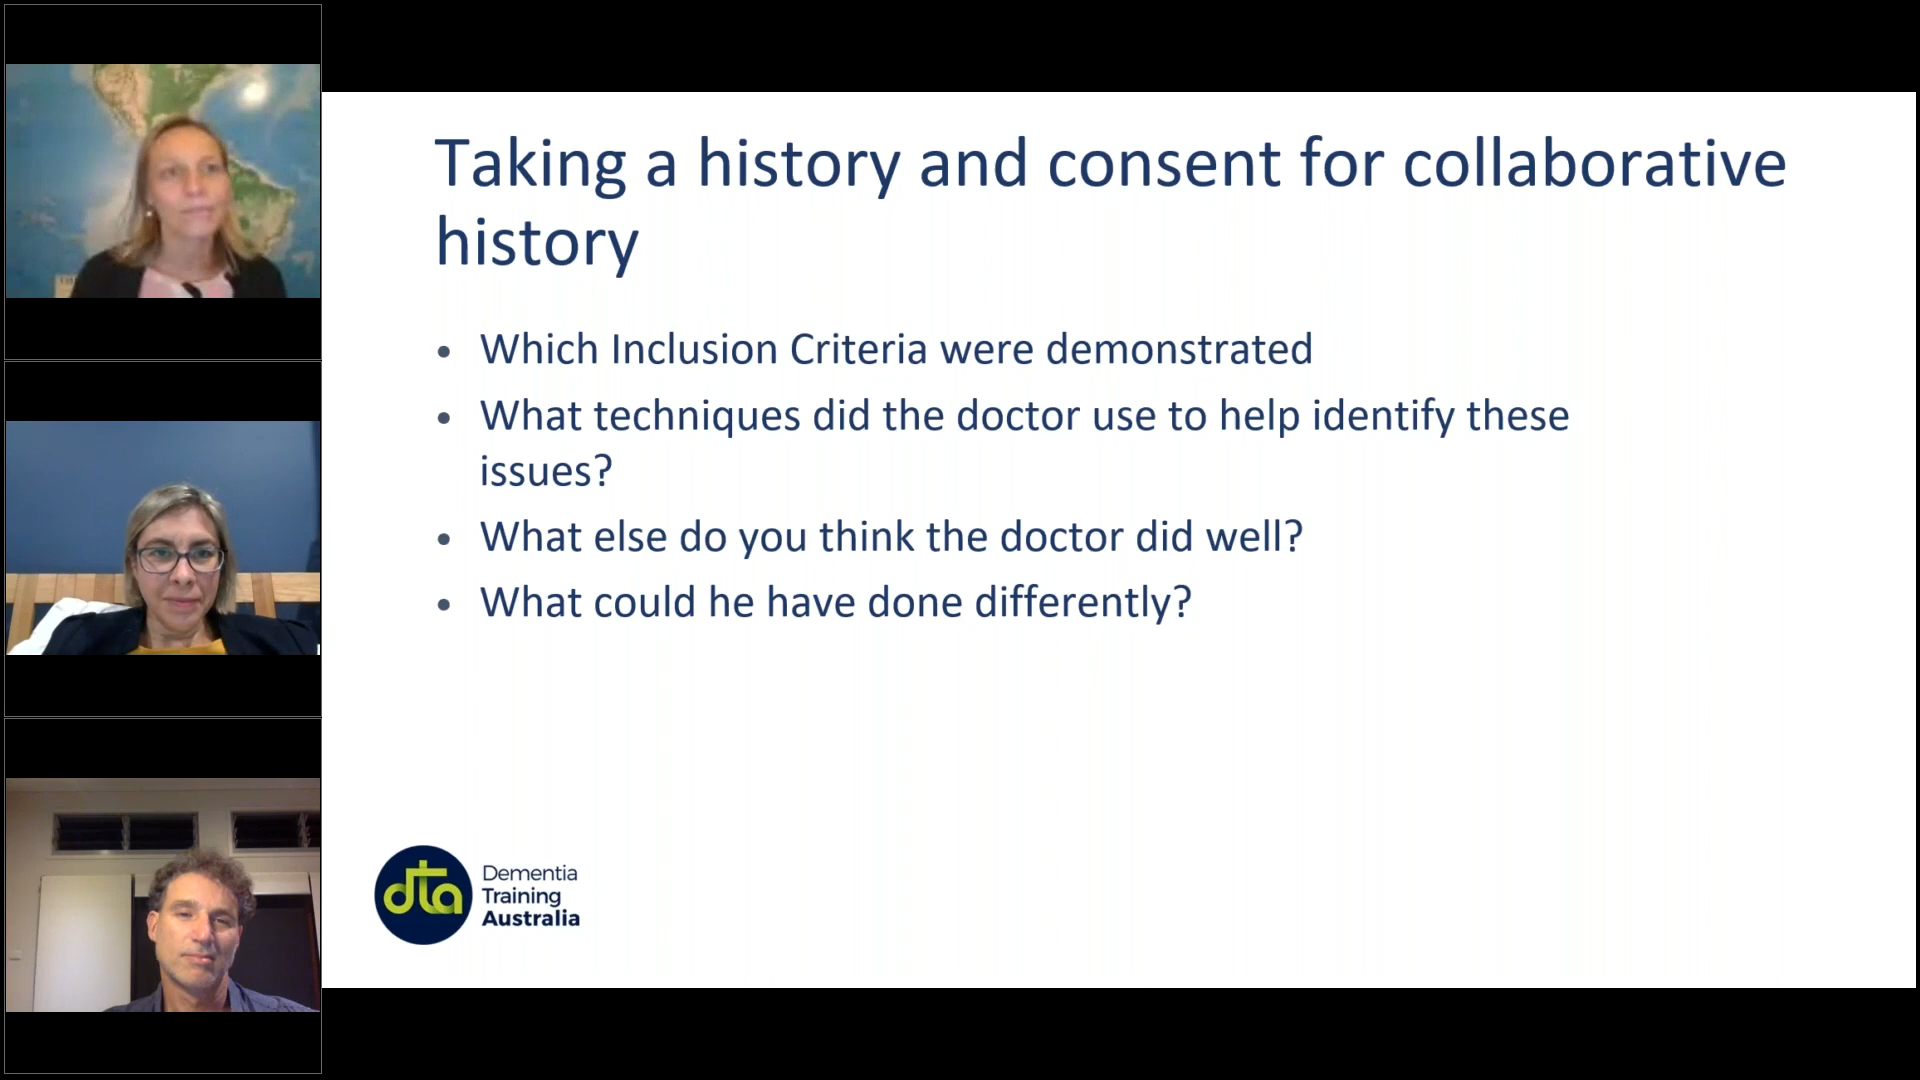 Taking a history and consent for collaborative
history
• Which Inclusion Criteria were demonstrated
• What techniques did the doctor use to help identify these
issues?
• What else do you think the doctor did well?
• What could he have done differently?
dta
Dementia
Training
Australia